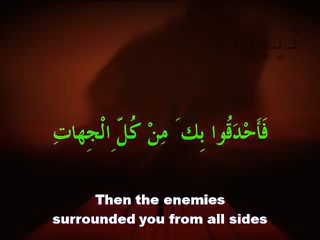 فَأَحْدَقُوا بِكَ مِنْ كُلِّ الْجِهاتِ
Then the enemies
surrounded you from all sides